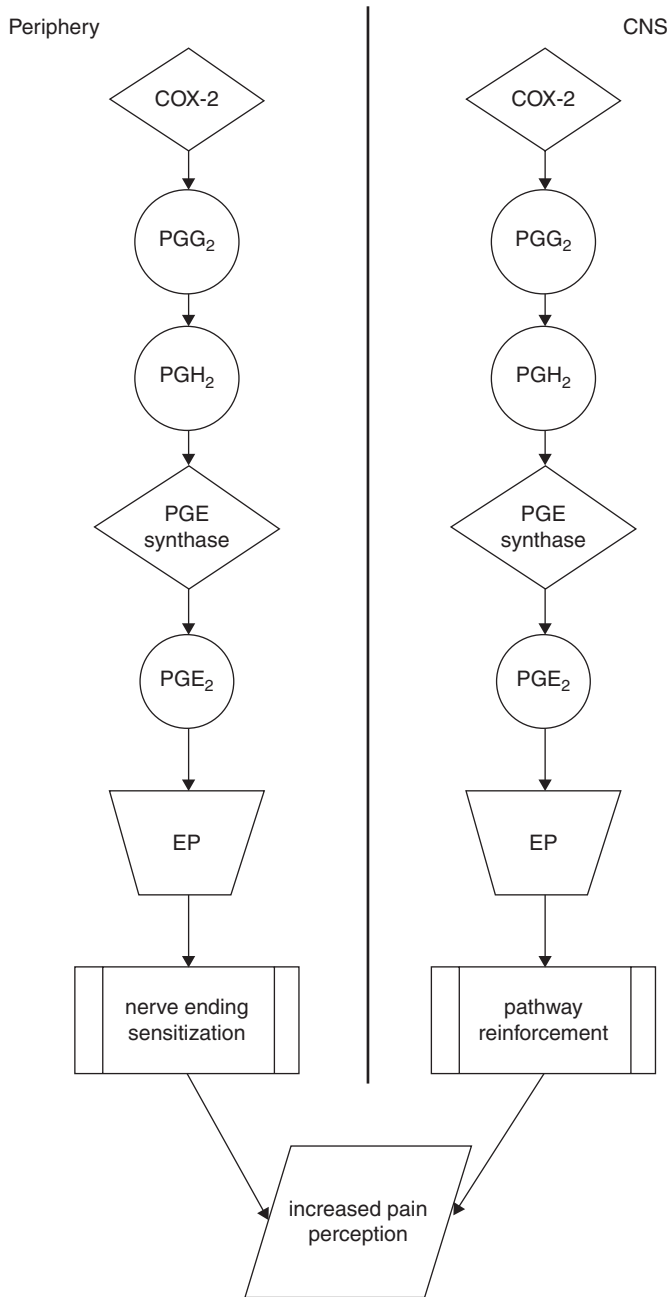 Periphery
CNS
COX-2
COX-2
PGG₂
PGG₂
PGH₂
PGH₂
PGE
synthase
PGE
synthase
PGE₂
PGE₂
EP
EP
nerve ending
sensitization
pathway
reinforcement
increased pain
perception